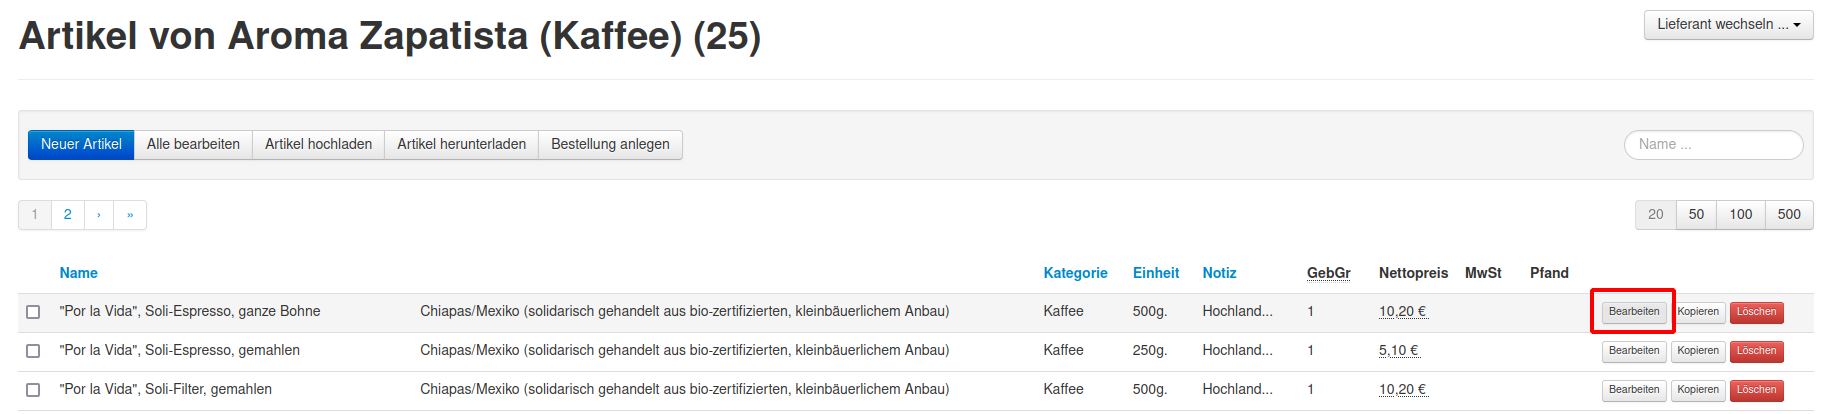 Artikel von Aroma Zapatista (Kaffee) (25)
Lieferant wechseln ...
Neuer Artikel Alle bearbeiten Artikel hochladen Artikel herunterladen Bestellung anlegen Name ...
1 2 › » 20 50 100 500
Name Kategorie Einheit Notiz GebGr Nettopreis MwSt Pfand
"Por la Vida", Soli-Espresso, ganze Bohne Chiapas/Mexiko (solidarisch gehandelt aus bio-zertifizierten, kleinbäuerlichem Anbau) Kaffee 500g. Hochland... 1 10,20 € Bearbeiten Kopieren Löschen
"Por la Vida", Soli-Espresso, gemahlen Chiapas/Mexiko (solidarisch gehandelt aus bio-zertifizierten, kleinbäuerlichem Anbau) Kaffee 250g. Hochland... 1 5,10 € Bearbeiten Kopieren Löschen
"Por la Vida", Soli-Filter, gemahlen Chiapas/Mexiko (solidarisch gehandelt aus bio-zertifizierten, kleinbäuerlichem Anbau) Kaffee 500g. Hochland... 1 10,20 € Bearbeiten Kopieren Löschen